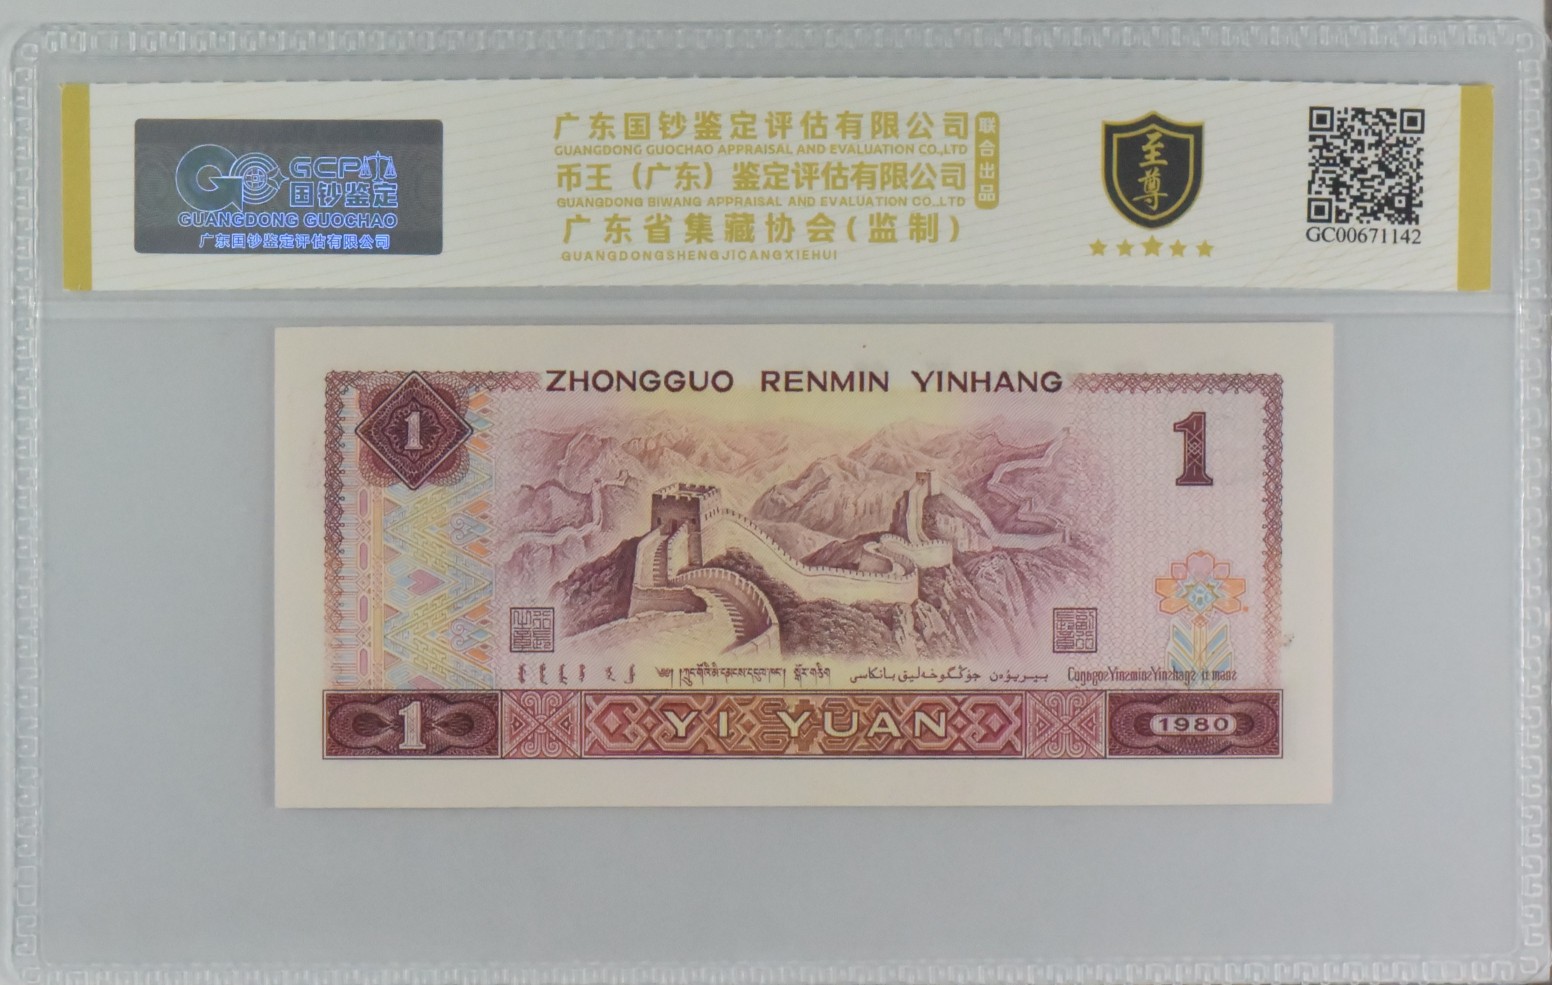 GCP
国钞鉴定
GUANGDONG GUOCHAO
广东国钞鉴定评估有限公司
广东国钞鉴定评估有限公司
GUANGDONG GUOCHAO APPRAISAL AND EVALUATION CO.,LTD
币王（广东）鉴定评估有限公司
GUANGDONG BIWANG APPRAISAL AND EVALUATION CO.,LTD
广东省集藏协会(监制)
GUANGDONGSHENGJICANGXIEHUI
联合出品
至尊
GC00671142
ZHONGGUO RENMIN YINHANG
1
1
1
YI YUAN
1980